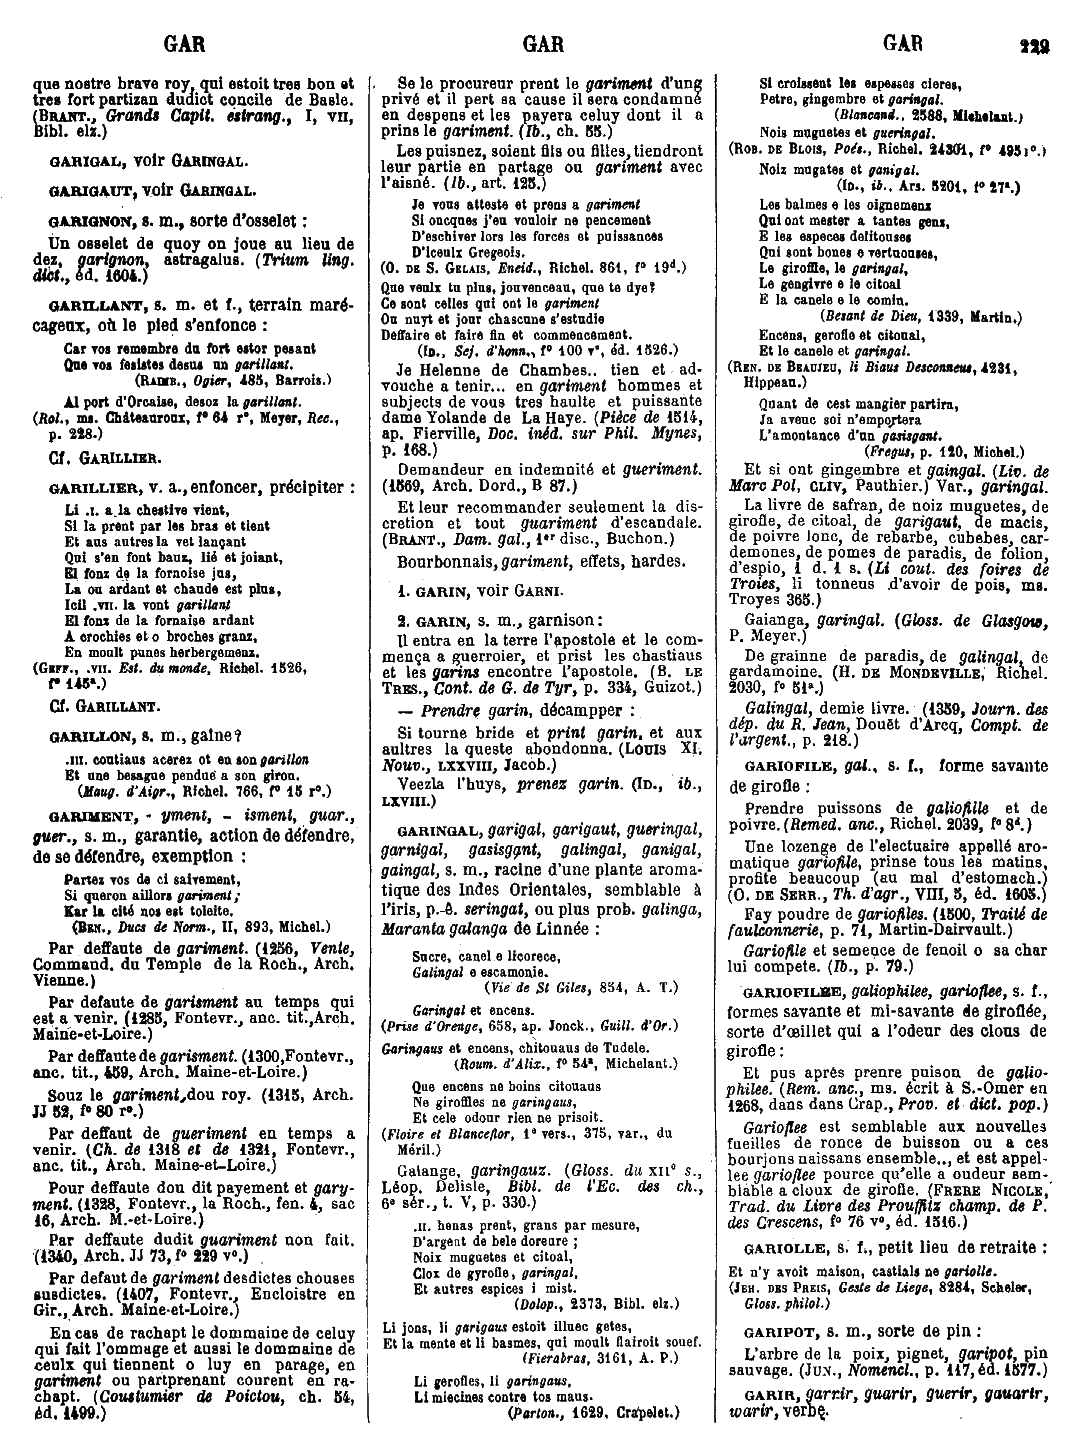 GAR GAR GAR 229
que nostre brave roy, qui estoit tres bon et
tres fort partizan dudict concile de Basle.
(BRANT., Grands Capit. estrang., I, VII,
Bibl. elz.)
GARIGAL, voir GARINGAL.
GARIGAUT, voir GARINGAL.
GARIGNON, s. m., sorte d'osselet :
Un osselet de quoy on joue au lieu de
dez, garignon, astragalus. (Trium ling.
dict., éd. 1604.)
GARILLANT, s. m. et f., terrain maré-
cageux, où le pied s'enfonce :
Car vos remembre du fort estor pesant
Que vos fesistes desus un garillant.
(RAIMB., Ogier, 485, Barrois.)
Al port d'Orcaise, desoz la garillant.
(Rol., ms. Châteauroux, f° 64 r°, Meyer, Rec.,
p. 228.)
Cf. GARILLIER.
GARILLIER, v. a., enfoncer, précipiter :
Li .I. a la chestive vient,
Si la prent par les bras et tient
Et aus autres la vet lançant
Qui s'en font bauz, lié et joiant,
El fonz de la fornoise jus,
La ou ardant et chaude est plus,
Icil .VII. la vont garillant
El fonz de la fornaise ardant
A crochies et o broches granz,
En moult punes herbergemenz.
(GEFF., .VII. Est. du monde, Richel. 1526,
f° 145ª.)
Cf. GARILLANT.
GARILLON, s. m., gaîne?
.III. coutiaus acerez ot en son garillon
Et une besague pendue a son giron.
(Maug. d'Aigr., Richel. 766, f° 15 r°.)
GARIMENT, - yment, - isment, guar.,
guer., s. m., garantie, action de défendre,
de se défendre, exemption :
Partez vos de ci saivement,
Si queron aillors gariment ;
Kar la cité nos est toleite.
(BEN., Ducs de Norm., II, 893, Michel.)
Par deffaute de gariment. (1256, Vente,
Command. du Temple de la Roch., Arch.
Vienne.)
Par defaute de garisment au temps qui
est a venir. (1285, Fontevr., anc. tit., Arch.
Maine-et-Loire.)
Par deffaute de garisment. (1300, Fontevr.,
anc. tit., 459, Arch. Maine-et-Loire.)
Souz le gariment dou roy. (1315, Arch.
JJ 52, f° 80 r°.)
Par deffaut de gueriment en temps a
venir. (Ch. de 1318 et de 1321, Fontevr.,
anc. tit., Arch. Maine-et-Loire.)
Pour deffaute dou dit payement et gary-
ment. (1328, Fontevr., la Roch., fen. 4, sac
16, Arch. M.-et-Loire.)
Par deffaute dudit guariment non fait.
(1340, Arch. JJ 73, f° 229 v°.)
Par defaut de gariment desdictes chouses
susdictes. (1407, Fontevr., Encloistre en
Gir., Arch. Maine-et-Loire.)
En cas de rachapt le dommaine de celuy
qui fait l'ommage et aussi le dommaine de
ceulx qui tiennent o luy en parage, en
gariment ou partprenant courent en ra-
chapt. (Coustumier de Poictou, ch. 54,
éd. 1499.)
Se le procureur prent le gariment d'ung
privé et il pert sa cause il sera condamné
en despens et les payera celuy dont il a
prins le gariment. (Ib., ch. 55.)
Les puisnez, soient fils ou filles, tiendront
leur partie en partage ou gariment avec
l'aisné. (Ib., art. 125.)
Je vous atteste et prens a gariment
Si oncques j'eu vouloir ne pencement
D'eschiver lors les forces et puissances
D'iceulx Gregeois.
(O. DE S. GELAIS, Eneid., Richel. 861, f° 19d.)
Que veulx tu plus, jouvenceau, que te dye?
Ce sont celles qui ont le gariment
Ou nuyt et jour chascune s'estudie
Deffaire et faire fin et commencement.
(ID., Sej. d'honn., f° 100 v°, éd. 1526.)
Je Helenne de Chambes.. tien et ad-
vouche a tenir... en gariment hommes et
subjects de vous tres haulte et puissante
dame Yolande de La Haye. (Pièce de 1514,
ap. Fierville, Doc. inéd. sur Phil. Mynes,
p. 168.)
Demandeur en indemnité et gueriment.
(1569, Arch. Dord., B 87.)
Et leur recommander seulement la dis-
cretion et tout guariment d'escandale.
(BRANT., Dam. gal., 1er disc., Buchon.)
Bourbonnais, gariment, effets, hardes.
1. GARIN, voir GARNI.
2. GARIN, s. m., garnison :
Il entra en la terre l'apostole et le com-
mença a guerroier, et prist les chastiaus
et les garins encontre l'apostole. (B. LE
TRES., Cont. de G. de Tyr, p. 334, Guizot.)
— Prendre garin, décampper :
Si tourne bride et print garin, et aux
aultres la queste abondonna. (LOUIS XI,
Nouv., LXXVIII, Jacob.)
Veezla l'huys, prenez garin. (ID., ib.,
LXVIII.)
GARINGAL, garigal, garigaut, gueringal,
garnigal, gasisgant, galingal, ganigal,
gaingal, s. m., racine d'une plante aroma-
tique des Indes Orientales, semblable à
l'iris, p.-ê. seringat, ou plus prob. galinga,
Maranta galanga de Linnée :
Sucre, canel e licorece,
Galingal e escamonie.
(Vie de St Giles, 854, A. T.)
Garingal et encens.
(Prise d'Orenge, 658, ap. Jonck., Guill. d'Or.)
Garingaus et encens, chitouaus de Tudele.
(Roum. d'Alix., f° 54ª, Michelant.)
Que encens ne boins citouaus
Ne giroffles ne garingaus,
Et cele odour rien ne prisoit.
(Floire et Blanceflor, 1ª vers., 375, var., du
Méril.)
Galange, garingauz. (Gloss. du XII° s.,
Léop. Delisle, Bibl. de l'Ec. des ch.,
6e sér., t. V, p. 330.)
.II. henas prent, grans par mesure,
D'argent de bele doreure ;
Noix muguetes et citoal,
Clox de gyrofle, garingal,
Et autres espices i mist.
(Dolop., 2373, Bibl. elz.)
Li jons, li garigaus estoit illuec getes,
Et la mente et li basmes, qui moult flairoit souef.
(Fierabras, 3161, A. P.)
Li gerofles, li garingaus,
Li miecines contre tos maus.
(Parton., 1629, Crapelet.)
Si croissent les espesses cleres,
Petre, gingembre et garingal.
(Blancand., 2588, Michelant.)
Nois muguetes et gueringal.
(ROB. DE BLOIS, Poés., Richel. 24301, f° 495 1°.)
Noiz mugates et ganigal.
(ID., ib., Ars. 5201, f° 27ª.)
Les balmes e les oignemenz
Qui ont mester a tantes genz,
E les especes delitouses
Qui sont bones e vertuouses,
Le giroffle, le garingal,
Le gengivre e le citoal
E la canele e le comin.
(Besant de Dieu, 1339, Martin.)
Encens, gerofle et citoual,
Et le canele et garingal.
(REN. DE BEAUJEU, li Biaus Desconneus, 4231,
Hippeau.)
Quant de cest mangier partira,
Ja avenc soi n'emportera
L'amontance d'un gasisgant.
(Fregus, p. 120, Michel.)
Et si ont gingembre et gaingal. (Liv. de
Marc Pol, CLIV, Pauthier.) Var., garingal.
La livre de safran, de noiz muguetes, de
girofle, de citoal, de garigaut, de macis,
de poivre lonc, de rebarbe, cubebes, car-
demones, de pomes de paradis, de folion,
d'espio, i d. i s. (Li cout. des foires de
Troies, li tonneus d'avoir de pois, ms.
Troyes 365.)
Gaianga, garingal. (Gloss. de Glasgow,
P. Meyer.)
De grainne de paradis, de galingal, de
gardamoine. (H. DE MONDEVILLE, Richel.
2030, f° 51ª.)
Galingal, demie livre. (1359, Journ. des
dép. du R. Jean, Douët d'Arcq, Compt. de
l'argent., p. 218.)
GARIOFILE, gal., s. f., forme savante
de girofle :
Prendre puissons de galiofille et de
poivre. (Remed. anc., Richel. 2039, f° 8d.)
Une lozenge de l'electuaire appellé aro-
matique gariofile, prinse tous les matins,
profite beaucoup (au mal d'estomach.)
(O. DE SERR., Th. d'agr., VIII, 5, éd. 1605.)
Fay poudre de gariofiles. (1500, Traité de
faulconnerie, p. 71, Martin-Dairvault.)
Gariofile et semence de fenoil o sa char
lui compete. (Ib., p. 79.)
GARIOFILEE, galiophilee, garioflee, s. f.,
formes savante et mi-savante de giroflée,
sorte d'œillet qui a l'odeur des clous de
girofle :
Et pus après prenre puison de galio-
philee. (Rem. anc., ms. écrit à S.-Omer en
1268, dans dans Crap., Prov. et dict. pop.)
Garioflee est semblable aux nouvelles
fueilles de ronce de buisson ou a ces
bourjons naissans ensemble.., et est appel-
lee garioflee pource qu'elle a oudeur sem-
blable a cloux de girofle. (FRERE NICOLE,
Trad. du Livre des Prouffitz champ. de P.
des Crescens, f° 76 v°, éd. 1516.)
GARIOLLE, s. f., petit lieu de retraite :
Et n'y avoit maison, castials ne gariolle.
(JEH. DES PREIS, Geste de Liege, 8284, Scheler,
Gloss. philol.)
GARIPOT, s. m., sorte de pin :
L'arbre de la poix, pignet, garipot, pin
sauvage. (JUN., Nomencl., p. 117, éd. 1577.)
GARIR, garrir, guarir, guerir, gauarir,
warir, verbe.